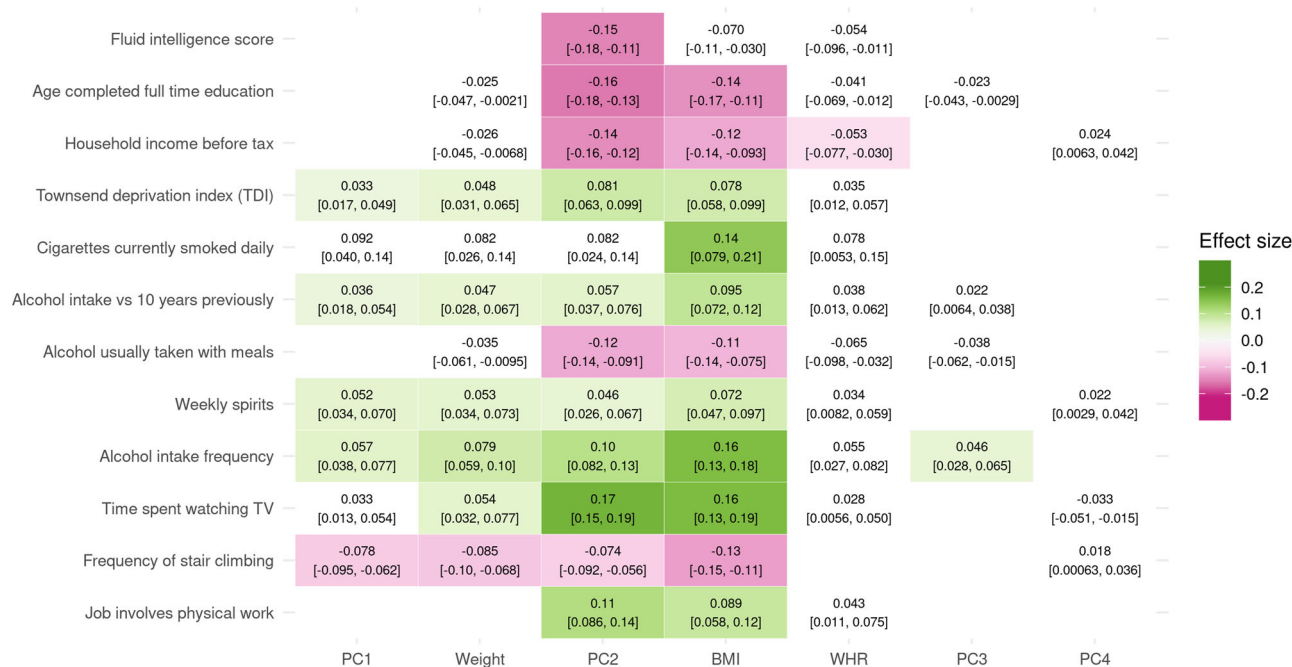 Fluid intelligence score
-0.15 -0.070 -0.054
[-0.18, -0.11] [-0.11, -0.030] [-0.096, -0.011]
Age completed full time education
-0.025 -0.16 -0.14 -0.041 -0.023
[-0.047, -0.0021] [-0.18, -0.13] [-0.17, -0.11] [-0.069, -0.012] [-0.043, -0.0029]
Household income before tax
-0.026 -0.14 -0.12 -0.053 0.024
[-0.045, -0.0068] [-0.16, -0.12] [-0.14, -0.093] [-0.077, -0.030] [0.0063, 0.042]
Townsend deprivation index (TDI)
0.033 0.048 0.081 0.078 0.035
[0.017, 0.049] [0.031, 0.065] [0.063, 0.099] [0.058, 0.099] [0.012, 0.057]
Cigarettes currently smoked daily
0.092 0.082 0.082 0.14 0.078
[0.040, 0.14] [0.026, 0.14] [0.024, 0.14] [0.079, 0.21] [0.0053, 0.15]
Alcohol intake vs 10 years previously
0.036 0.047 0.057 0.095 0.038 0.022
[0.018, 0.054] [0.028, 0.067] [0.037, 0.076] [0.072, 0.12] [0.013, 0.062] [0.0064, 0.038]
Alcohol usually taken with meals
-0.035 -0.12 -0.11 -0.065 -0.038
[-0.061, -0.0095] [-0.14, -0.091] [-0.14, -0.075] [-0.098, -0.032] [-0.062, -0.015]
Weekly spirits
0.052 0.053 0.046 0.072 0.034 0.022
[0.034, 0.070] [0.034, 0.073] [0.026, 0.067] [0.047, 0.097] [0.0082, 0.059] [0.0029, 0.042]
Alcohol intake frequency
0.057 0.079 0.10 0.16 0.055 0.046
[0.038, 0.077] [0.059, 0.10] [0.082, 0.13] [0.13, 0.18] [0.027, 0.082] [0.028, 0.065]
Time spent watching TV
0.033 0.054 0.17 0.16 0.028 -0.033
[0.013, 0.054] [0.032, 0.077] [0.15, 0.19] [0.13, 0.19] [0.0056, 0.050] [-0.051, -0.015]
Frequency of stair climbing
-0.078 -0.085 -0.074 -0.13 0.018
[-0.095, -0.062] [-0.10, -0.068] [-0.092, -0.056] [-0.15, -0.11] [0.00063, 0.036]
Job involves physical work
0.11 0.089 0.043
[0.086, 0.14] [0.058, 0.12] [0.011, 0.075]
PC1 Weight PC2 BMI WHR PC3 PC4
Effect size
0.2
0.1
0.0
-0.1
-0.2